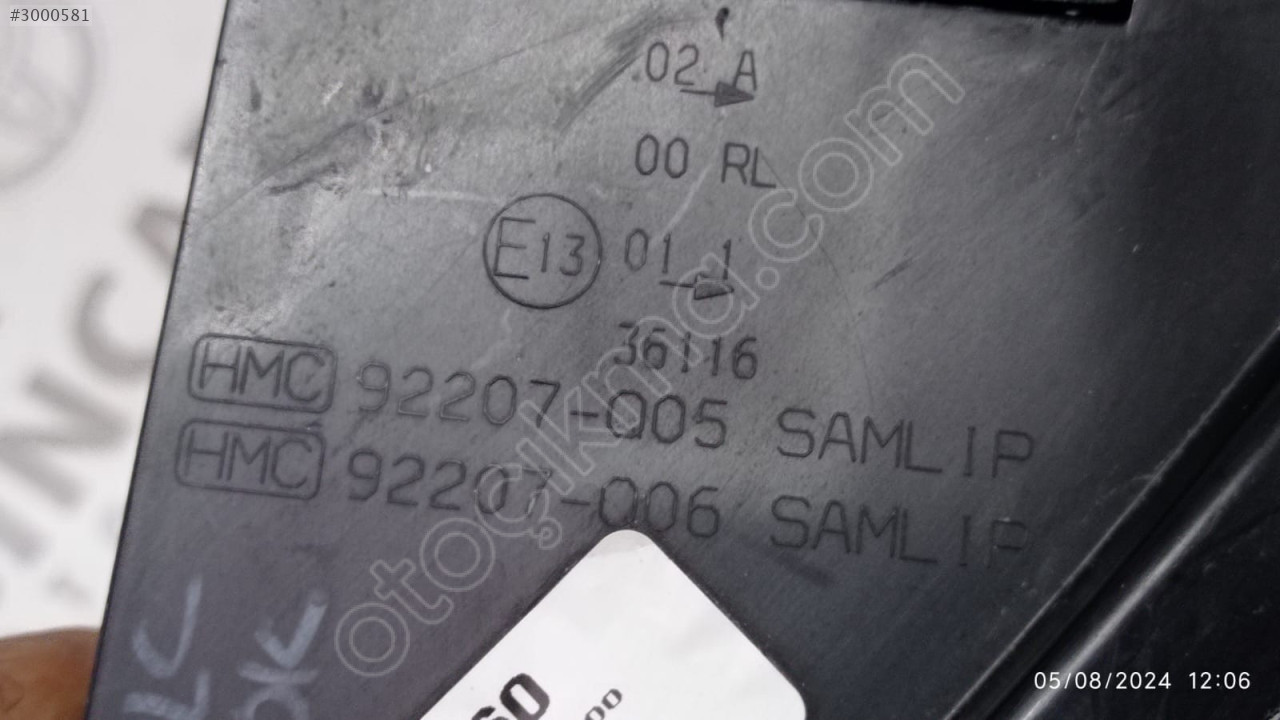 #3000581
02 A
00 RL
E13 01 1
36116
HMC 92207-Q05 SAMLIP
HMC 92207-Q06 SAMLIP
otoçıkma.com
05/08/2024 12:06